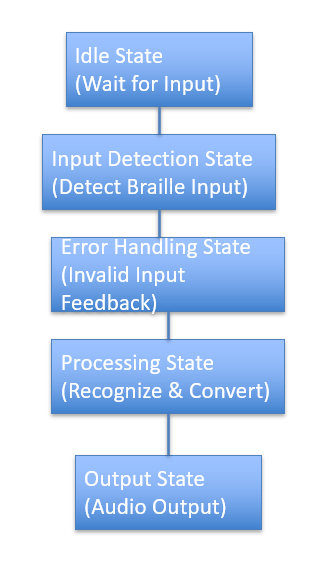 Idle State
(Wait for Input)
Input Detection State
(Detect Braille Input)
Error Handling State
(Invalid Input
Feedback)
Processing State
(Recognize & Convert)
Output State
(Audio Output)